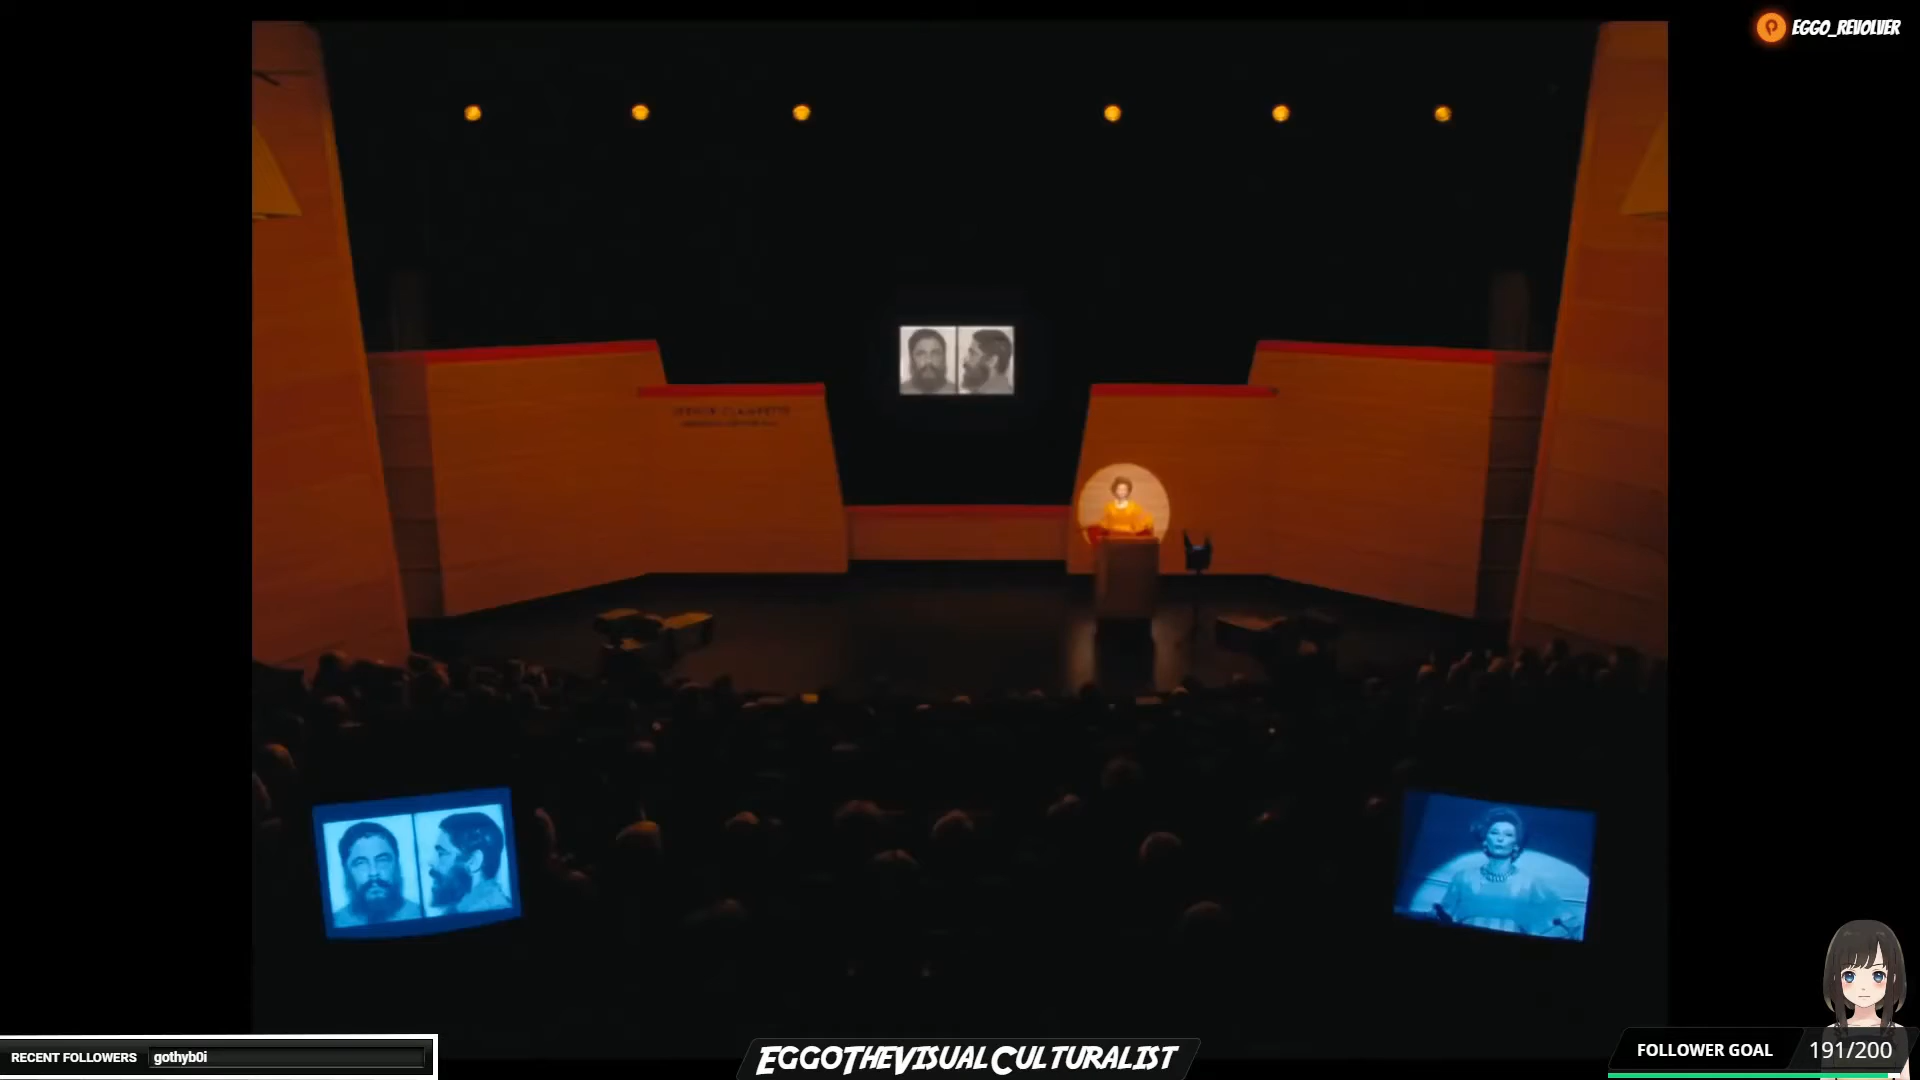 EGGO_REVOLVER
RECENT FOLLOWERS gothyb0i
EGGOTHEVISUALCULTURALIST
FOLLOWER GOAL 191/200